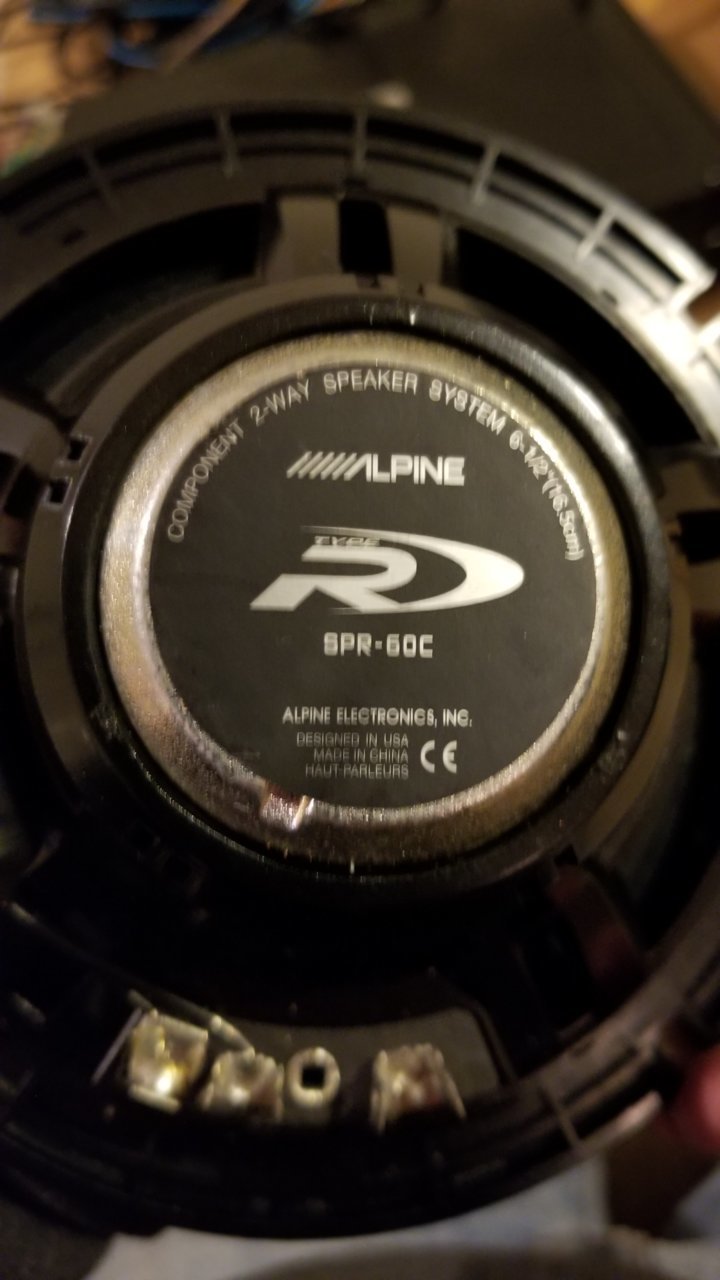 COMPONENT 2-WAY SPEAKER SYSTEM 6-1/2"(16.5cm)
ALPINE
TYPE
R
SPR-60C
ALPINE ELECTRONICS, INC.
DESIGNED IN USA
MADE IN CHINA
HAUT-PARLEURS
CE